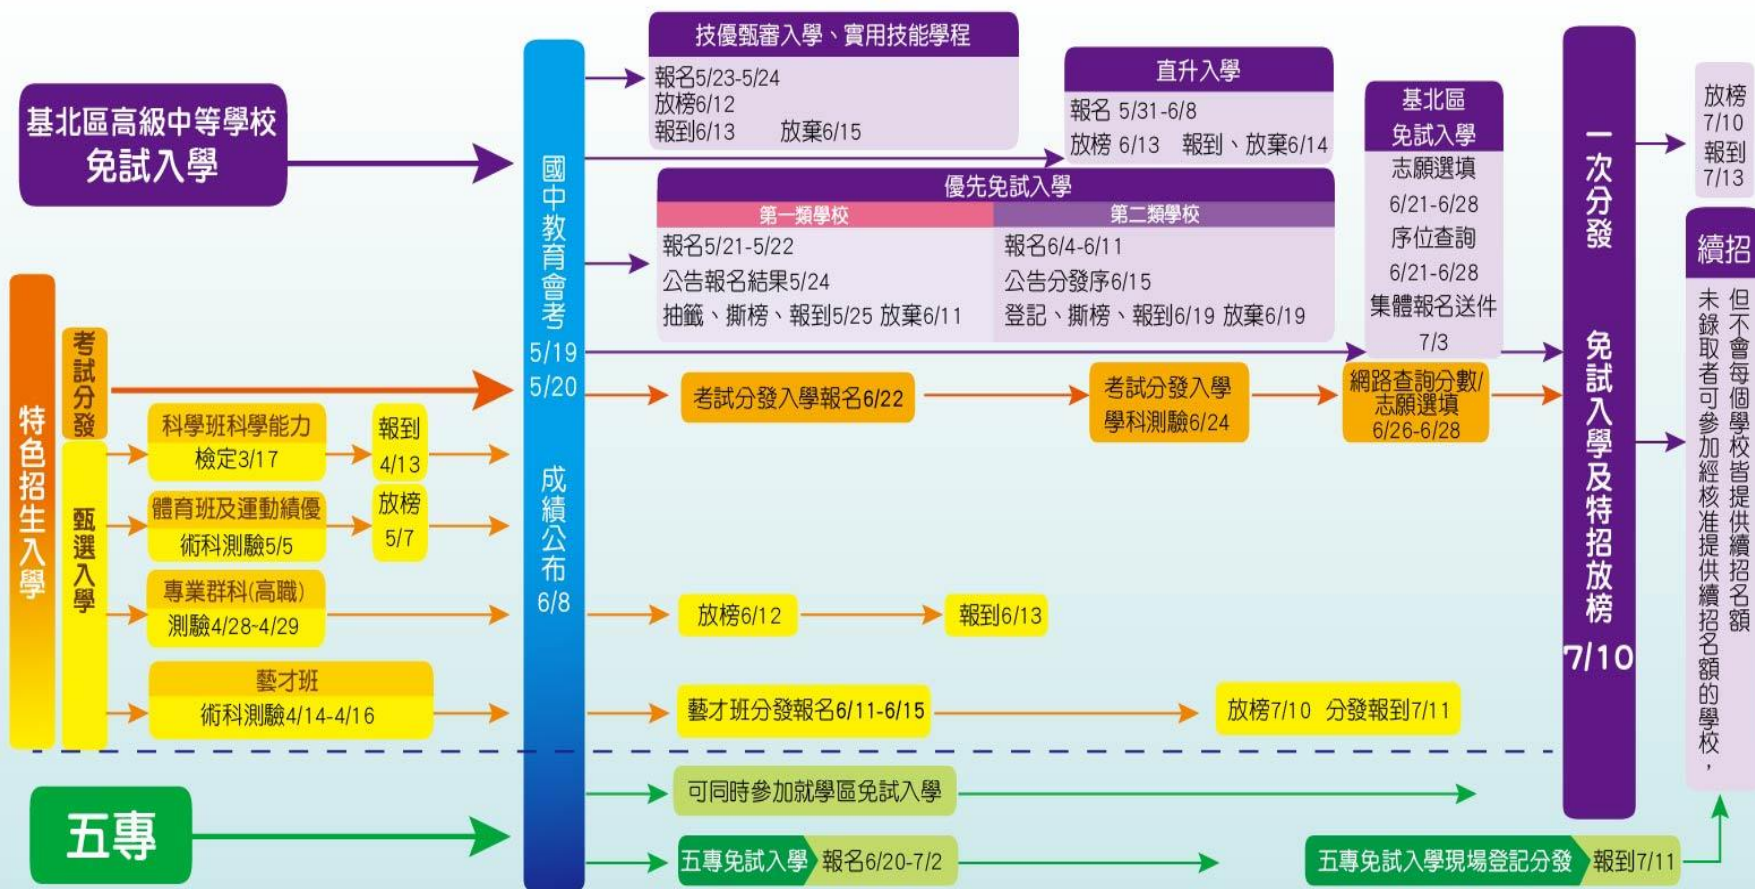 基北區高級中等學校
免試入學
特色招生入學
考試分發
甄選入學
科學班科學能力
檢定3/17
報到
4/13
體育班及運動績優
術科測驗5/5
放榜
5/7
專業群科(高職)
測驗4/28~4/29
藝才班
術科測驗4/14-4/16
五專
國中教育會考
5/19
5/20
成績公布
6/8
技優甄審入學、實用技能學程
報名5/23-5/24
放榜6/12
報到6/13 放棄6/15
直升入學
報名 5/31-6/8
放榜 6/13 報到、放棄6/14
優先免試入學
第一類學校
報名5/21-5/22
公告報名結果5/24
抽籤、撕榜、報到5/25 放棄6/11
第二類學校
報名6/4-6/11
公告分發序6/15
登記、撕榜、報到6/19 放棄6/19
基北區
免試入學
志願選填
6/21-6/28
序位查詢
6/21-6/28
集體報名送件
7/3
考試分發入學報名6/22
考試分發入學
學科測驗6/24
網路查詢分數/
志願選填
6/26-6/28
放榜6/12
報到6/13
藝才班分發報名6/11-6/15
放榜7/10 分發報到7/11
可同時參加就學區免試入學
五專免試入學
報名6/20-7/2
五專免試入學現場登記分發
報到7/11
一次分發 免試入學及特招放榜
7/10
放榜
7/10
報到
7/13
續招
未錄取者可參加經核准提供續招名額的學校，
但不會每個學校皆提供續招名額